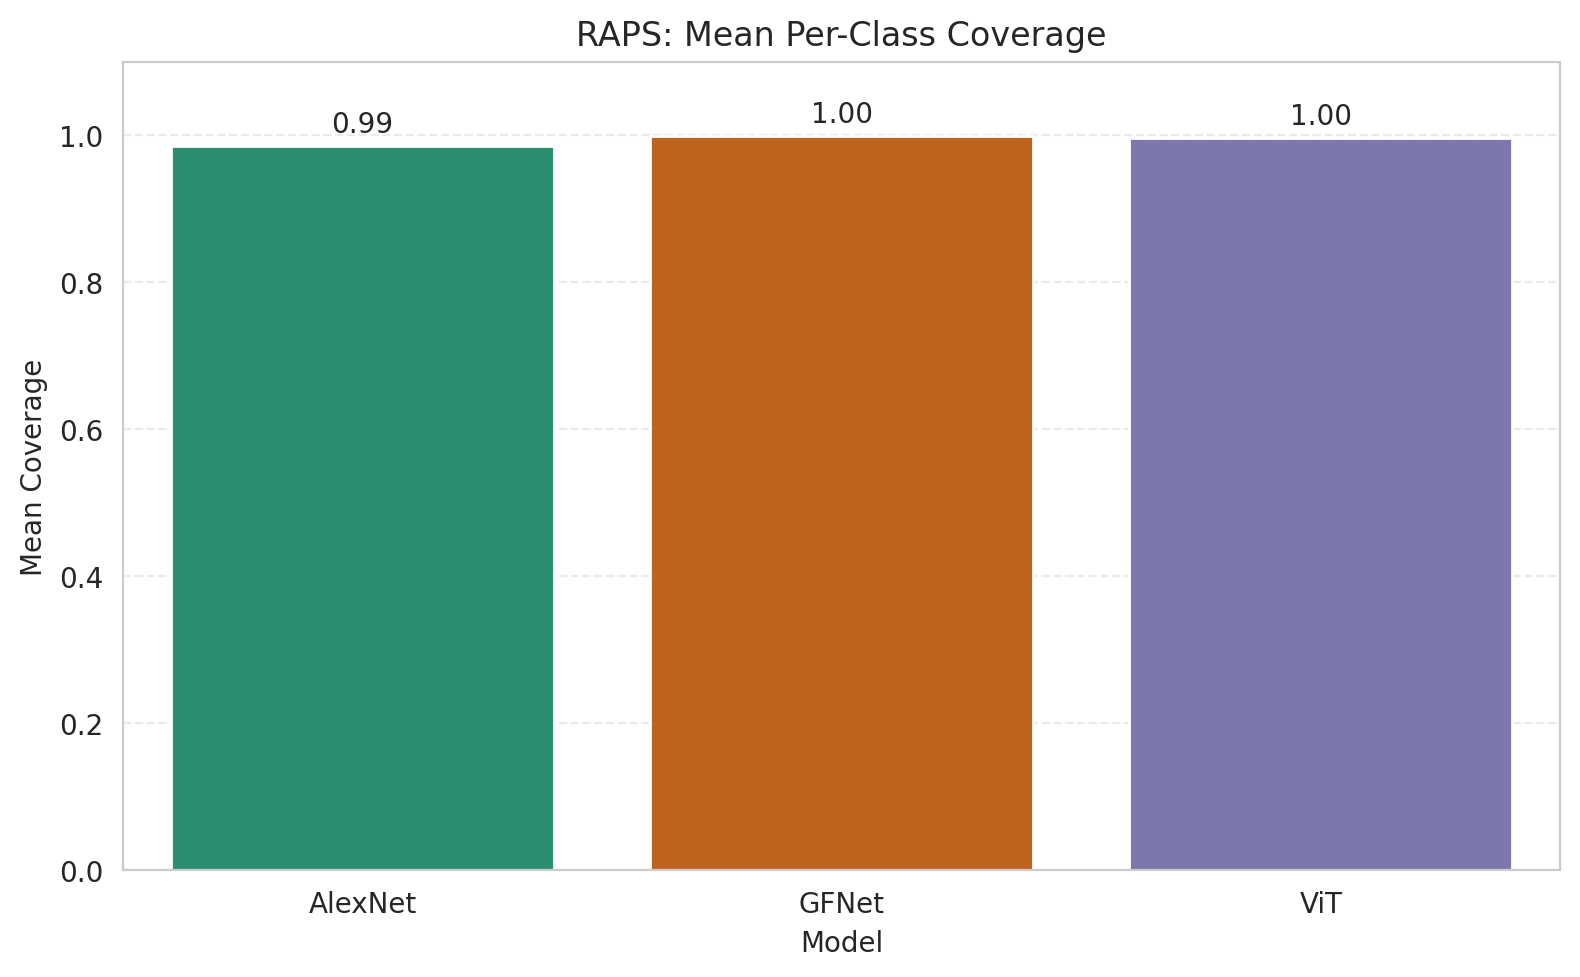 RAPS: Mean Per-Class Coverage
0.99
1.00
1.00
1.0
0.8
0.6
0.4
0.2
0.0
Mean Coverage
AlexNet
GFNet
ViT
Model